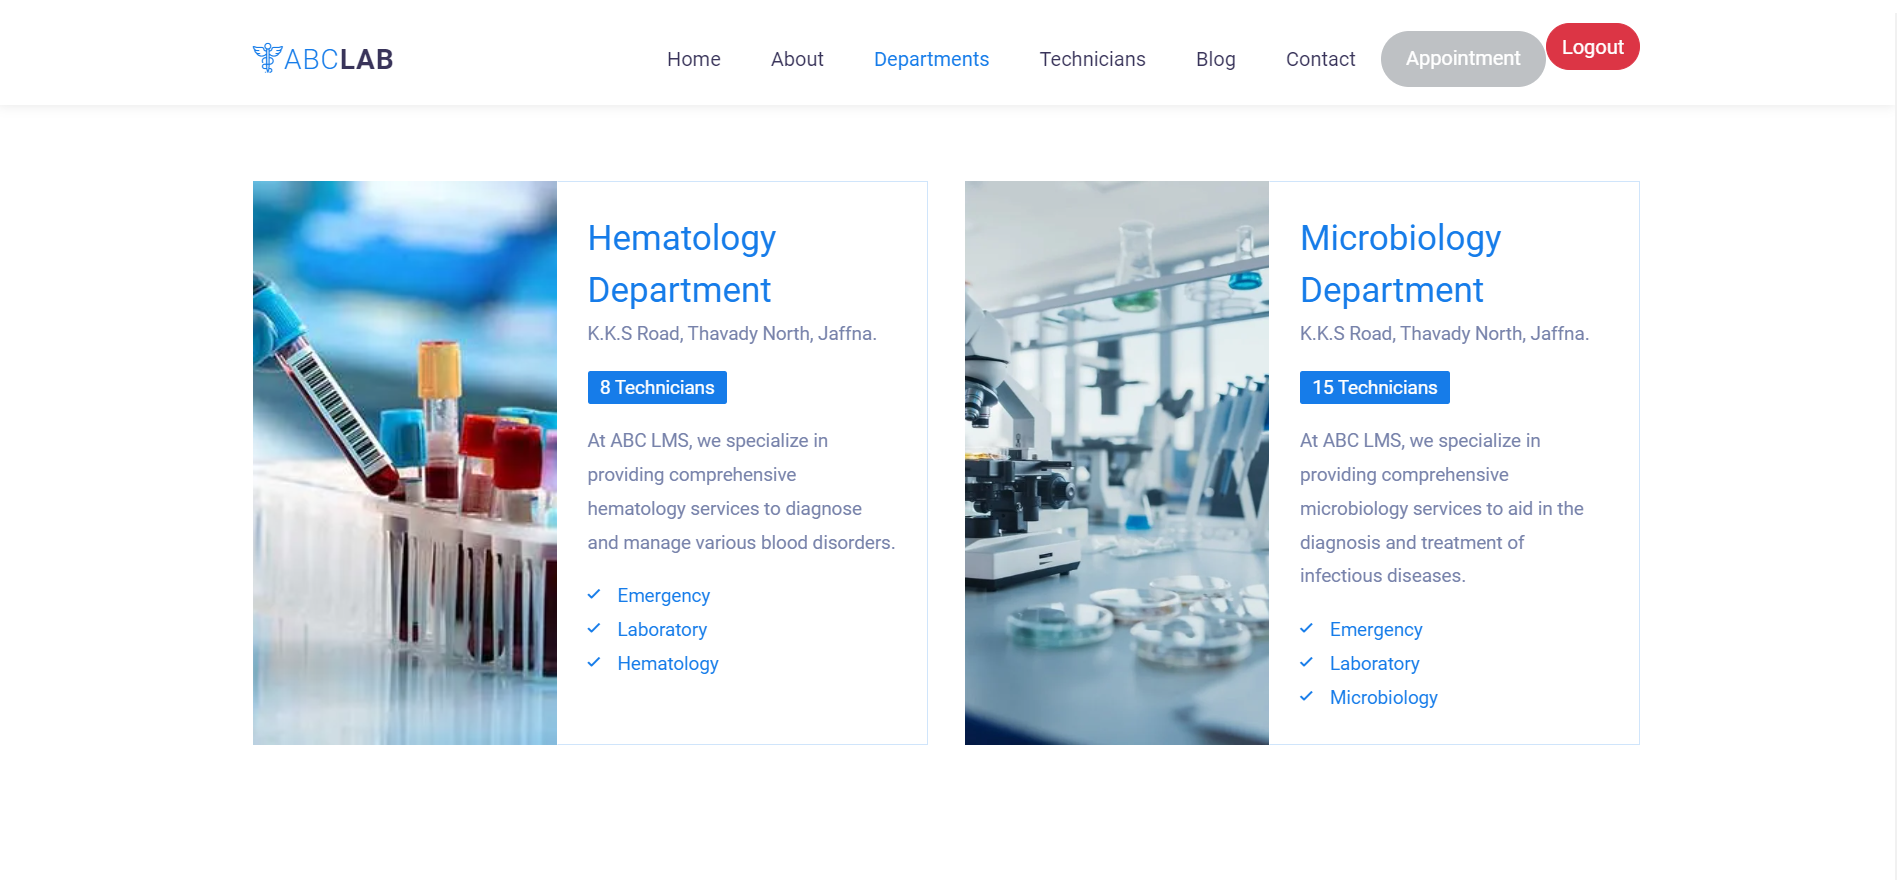 ABCLAB
Home
About
Departments
Technicians
Blog
Contact
Appointment
Logout
Hematology
Department
K.K.S Road, Thavady North, Jaffna.
8 Technicians
At ABC LMS, we specialize in
providing comprehensive
hematology services to diagnose
and manage various blood disorders.
Emergency
Laboratory
Hematology
Microbiology
Department
K.K.S Road, Thavady North, Jaffna.
15 Technicians
At ABC LMS, we specialize in
providing comprehensive
microbiology services to aid in the
diagnosis and treatment of
infectious diseases.
Emergency
Laboratory
Microbiology